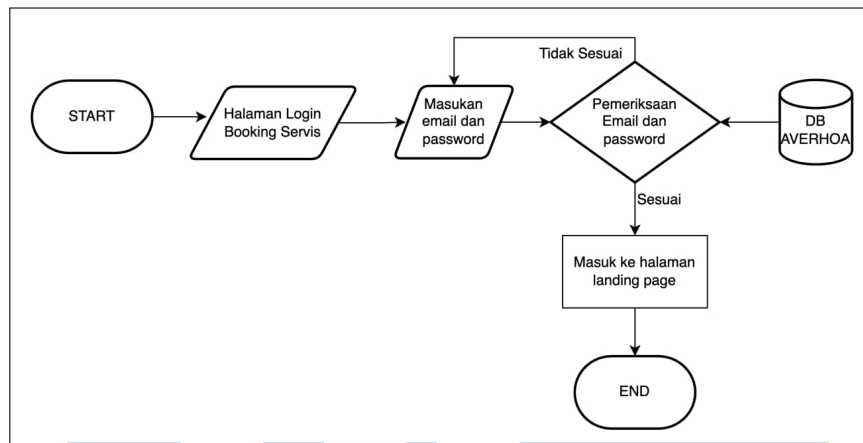 Tidak Sesuai
START
Halaman Login
Booking Servis
Masukan
email dan
password
Pemeriksaan
Email dan
password
DB
AVERHOA
Sesuai
Masuk ke halaman
landing page
END